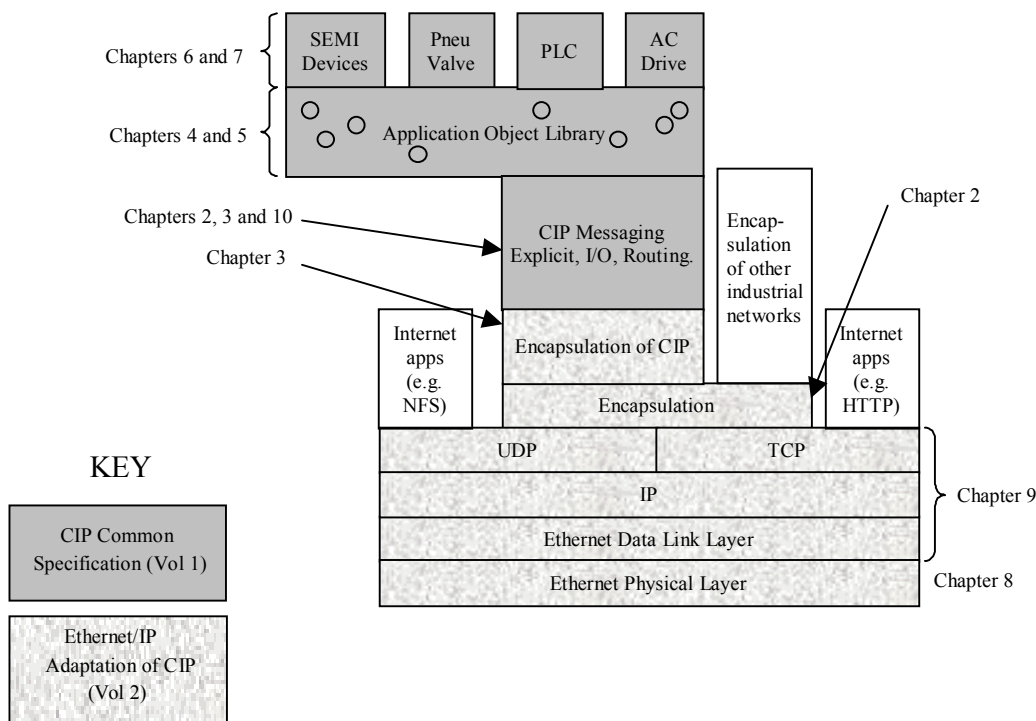 Chapters 6 and 7
SEMI
Devices
Pneu
Valve
PLC
AC
Drive
Chapters 4 and 5
Application Object Library
Chapters 2, 3 and 10
Chapter 3
CIP Messaging
Explicit, I/O, Routing.
Encap-
sulation
of other
industrial
networks
Chapter 2
Internet
apps
(e.g.
NFS)
Encapsulation of CIP
Internet
apps
(e.g.
HTTP)
Encapsulation
UDP
TCP
IP
Ethernet Data Link Layer
Chapter 9
Ethernet Physical Layer
Chapter 8
KEY
CIP Common
Specification (Vol 1)
Ethernet/IP
Adaptation of CIP
(Vol 2)